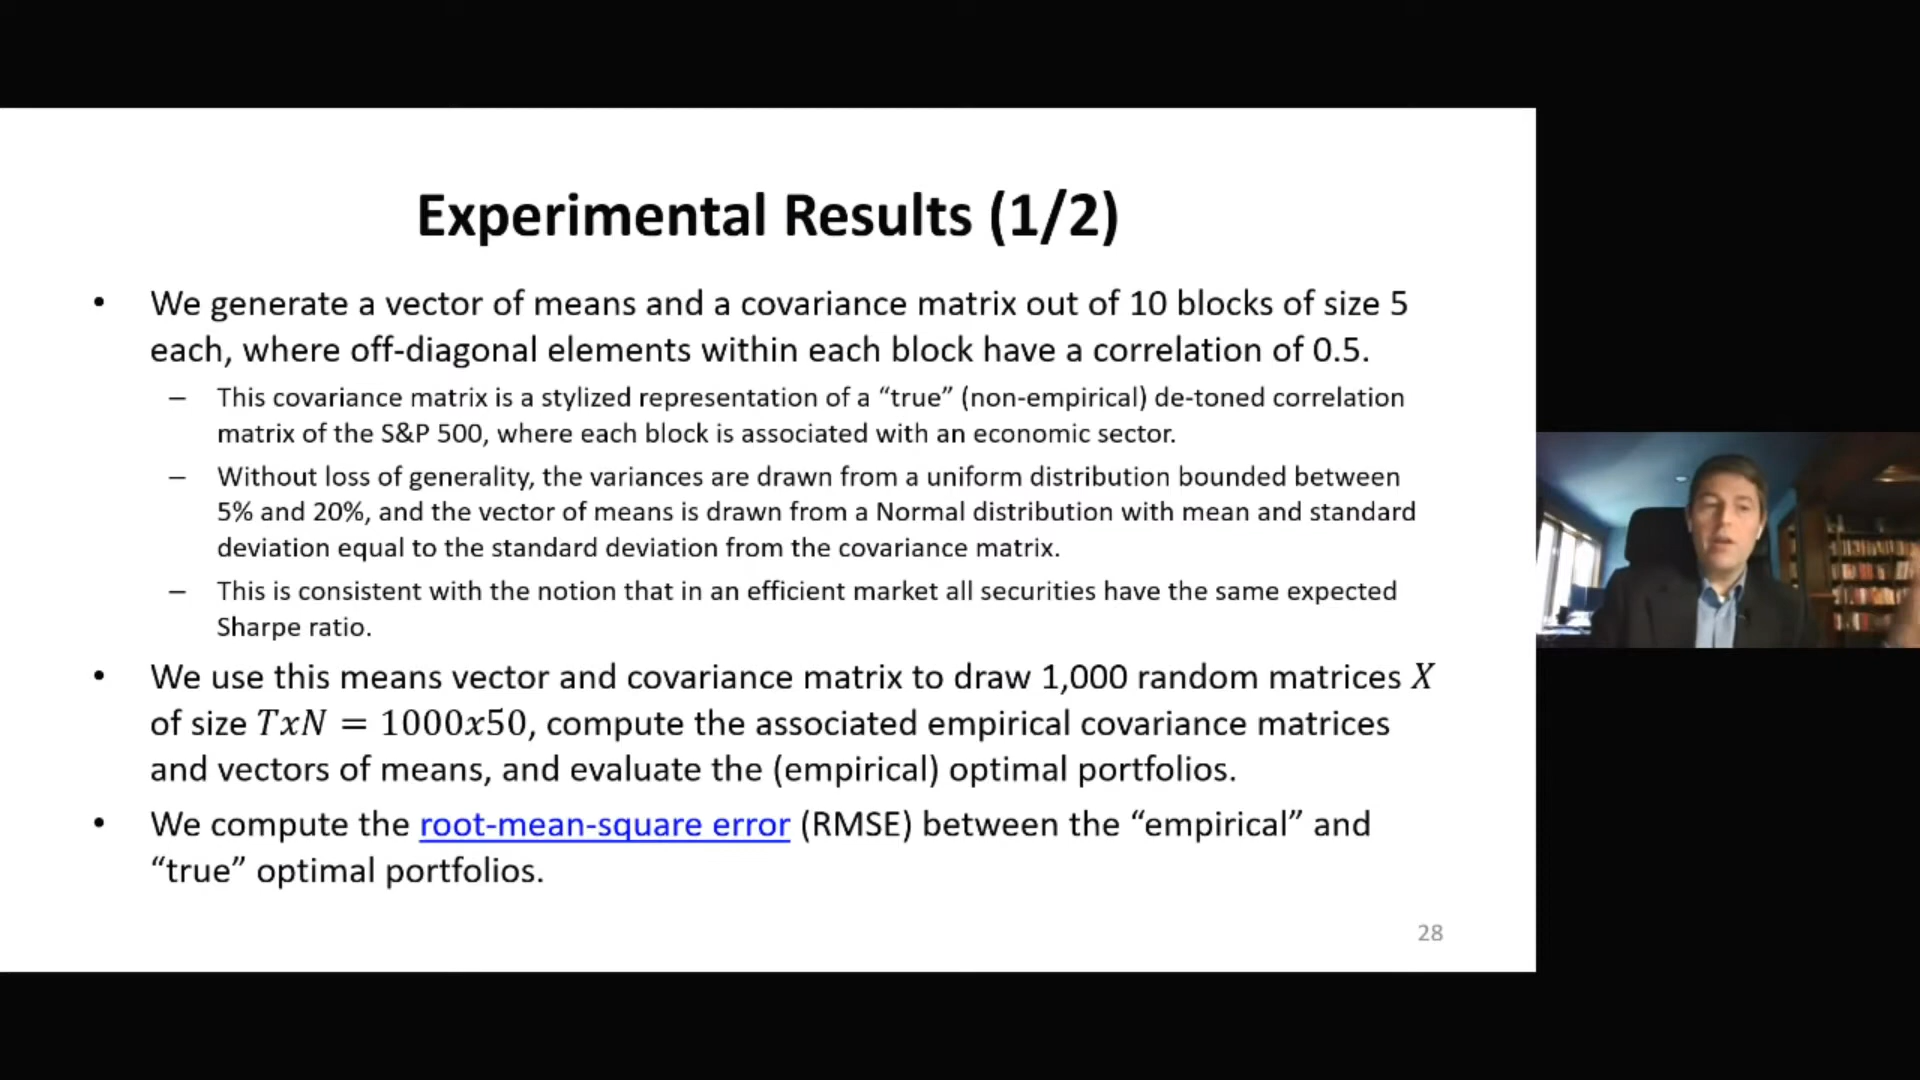 Experimental Results (1/2)
• We generate a vector of means and a covariance matrix out of 10 blocks of size 5
each, where off-diagonal elements within each block have a correlation of 0.5.
– This covariance matrix is a stylized representation of a “true” (non-empirical) de-toned correlation
matrix of the S&P 500, where each block is associated with an economic sector.
– Without loss of generality, the variances are drawn from a uniform distribution bounded between
5% and 20%, and the vector of means is drawn from a Normal distribution with mean and standard
deviation equal to the standard deviation from the covariance matrix.
– This is consistent with the notion that in an efficient market all securities have the same expected
Sharpe ratio.
• We use this means vector and covariance matrix to draw 1,000 random matrices X
of size TxN = 1000x50, compute the associated empirical covariance matrices
and vectors of means, and evaluate the (empirical) optimal portfolios.
• We compute the root-mean-square error (RMSE) between the “empirical” and
“true” optimal portfolios.
28